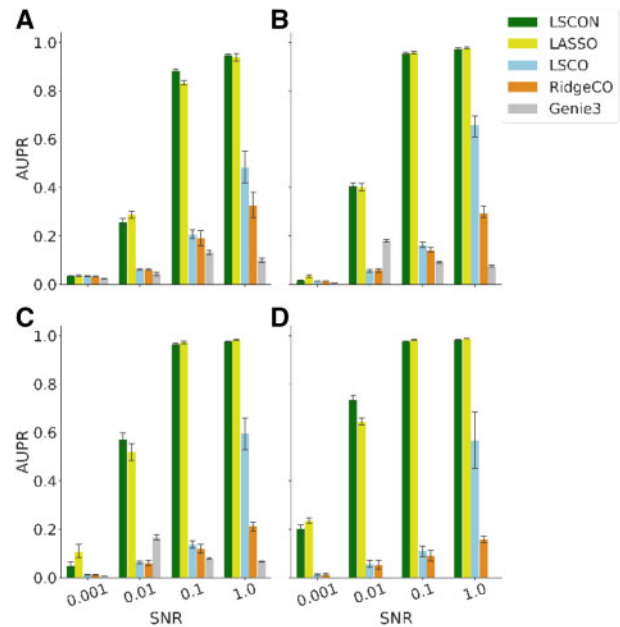 A
B
LSCON
LASSO
LSCO
RidgeCO
Genie3
1.0
0.8
0.6
0.4
0.2
0.0
AUPR
C
D
1.0
0.8
0.6
0.4
0.2
0.0
AUPR
0.001 0.01 0.1 1.0 0.001 0.01 0.1 1.0
SNR SNR